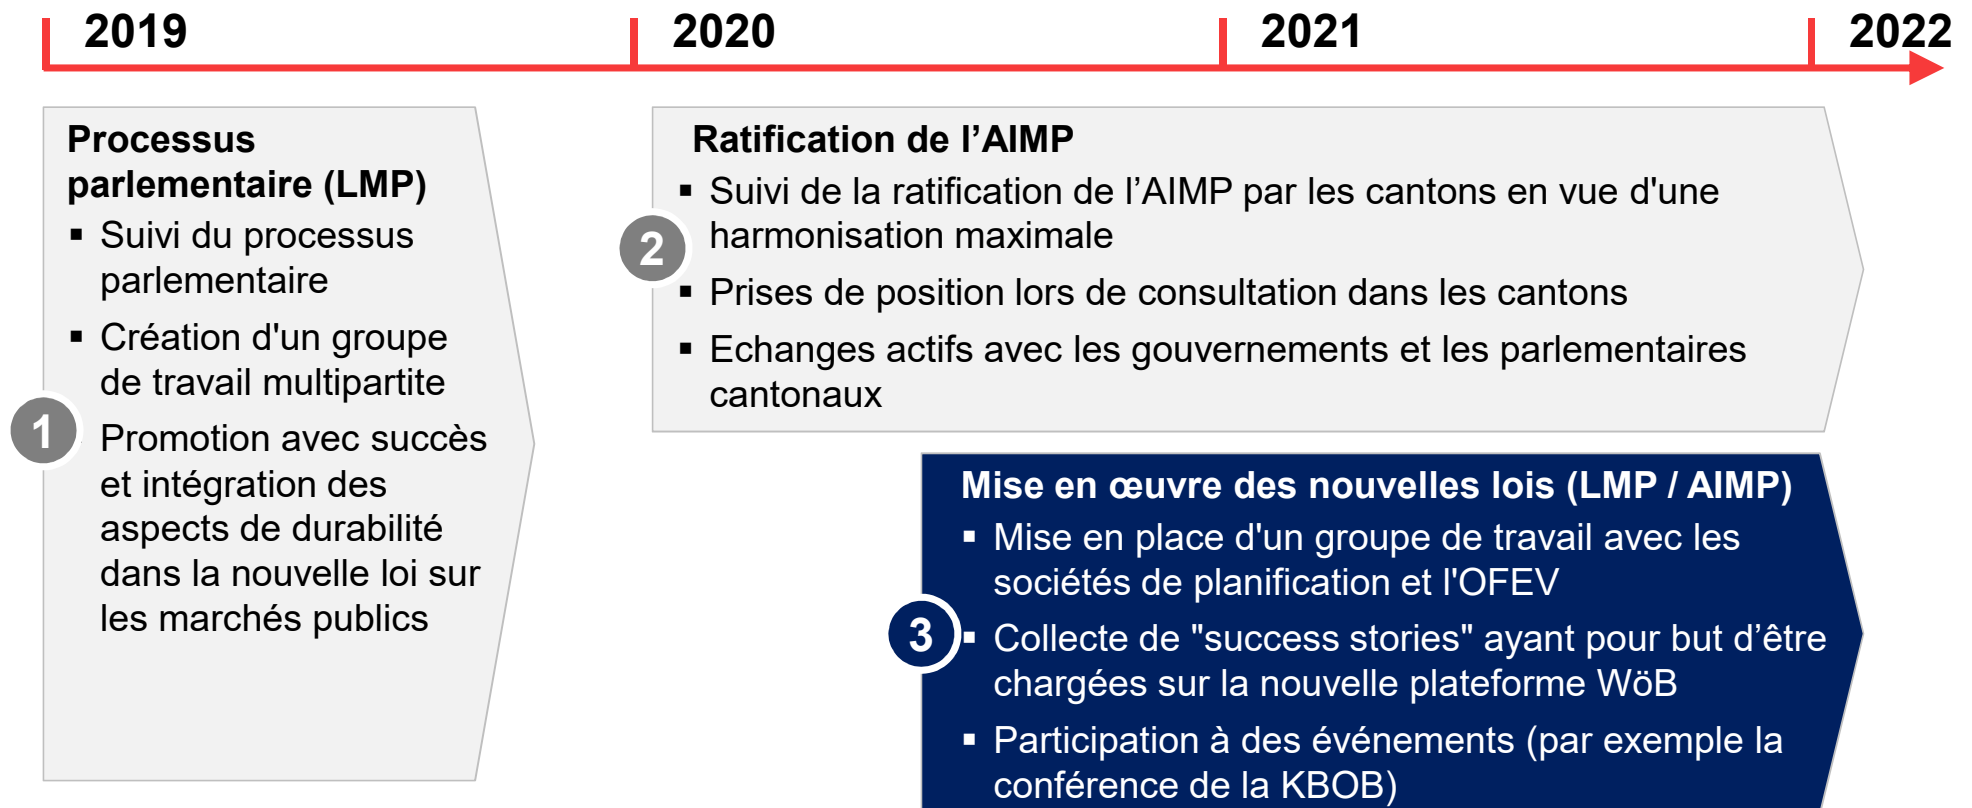 2019 2020 2021 2022
Processus
parlementaire (LMP)
▪ Suivi du processus
parlementaire
▪ Création d'un groupe
de travail multipartite
Promotion avec succès
et intégration des
aspects de durabilité
dans la nouvelle loi sur
les marchés publics
1
Ratification de l’AIMP
▪ Suivi de la ratification de l’AIMP par les cantons en vue d'une
harmonisation maximale
▪ Prises de position lors de consultation dans les cantons
▪ Echanges actifs avec les gouvernements et les parlementaires
cantonaux
2
Mise en œuvre des nouvelles lois (LMP / AIMP)
▪ Mise en place d'un groupe de travail avec les
sociétés de planification et l'OFEV
▪ Collecte de "success stories" ayant pour but d’être
chargées sur la nouvelle plateforme WöB
▪ Participation à des événements (par exemple la
conférence de la KBOB)
3